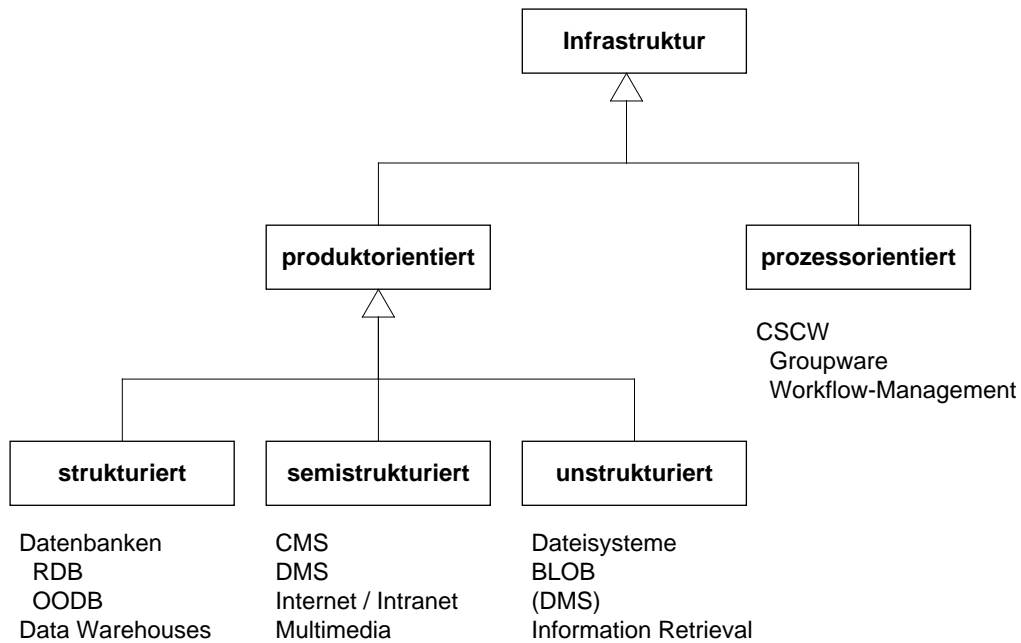 Infrastruktur
produktorientiert
prozessorientiert
CSCW
Groupware
Workflow-Management
strukturiert
semistrukturiert
unstrukturiert
Datenbanken
RDB
OODB
Data Warehouses
CMS
DMS
Internet / Intranet
Multimedia
Dateisysteme
BLOB
(DMS)
Information Retrieval